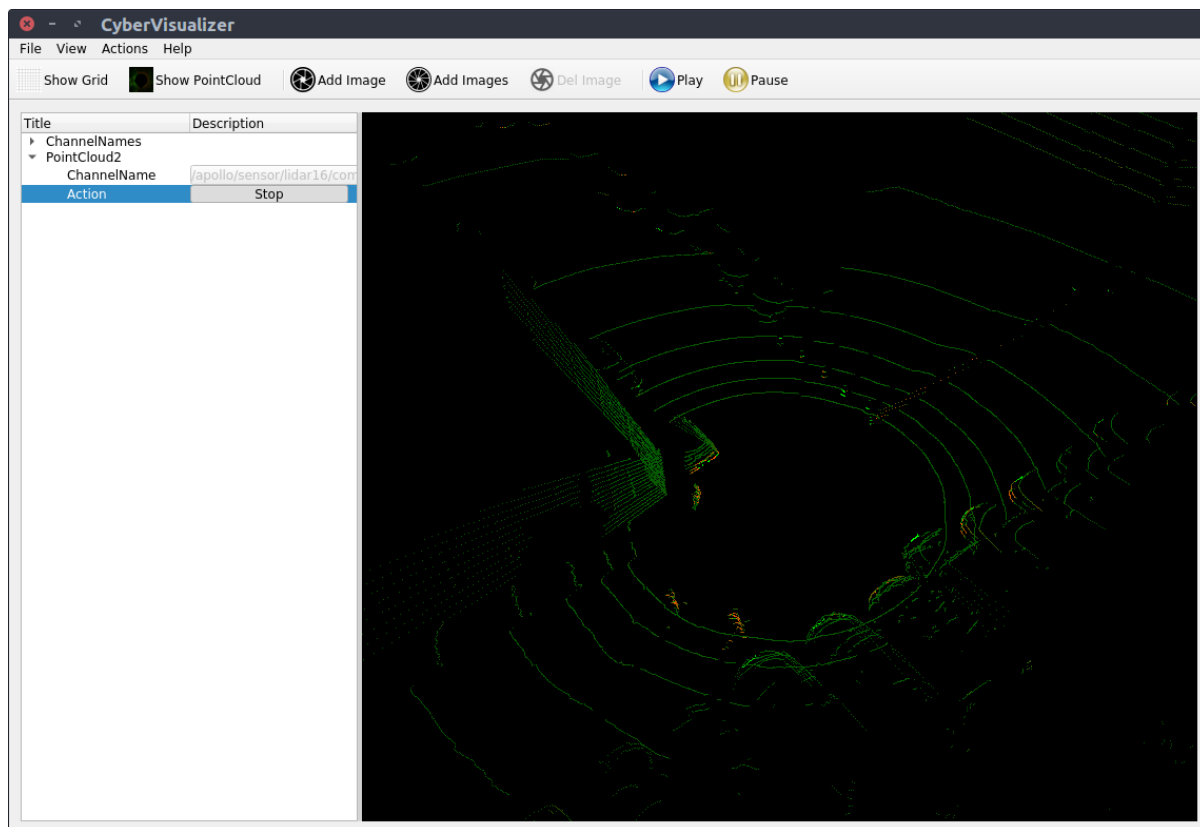 CyberVisualizer
File View Actions Help
Show Grid Show PointCloud Add Image Add Images Del Image Play Pause
Title Description
ChannelNames
PointCloud2
ChannelName /apollo/sensor/lidar16/com
Action Stop